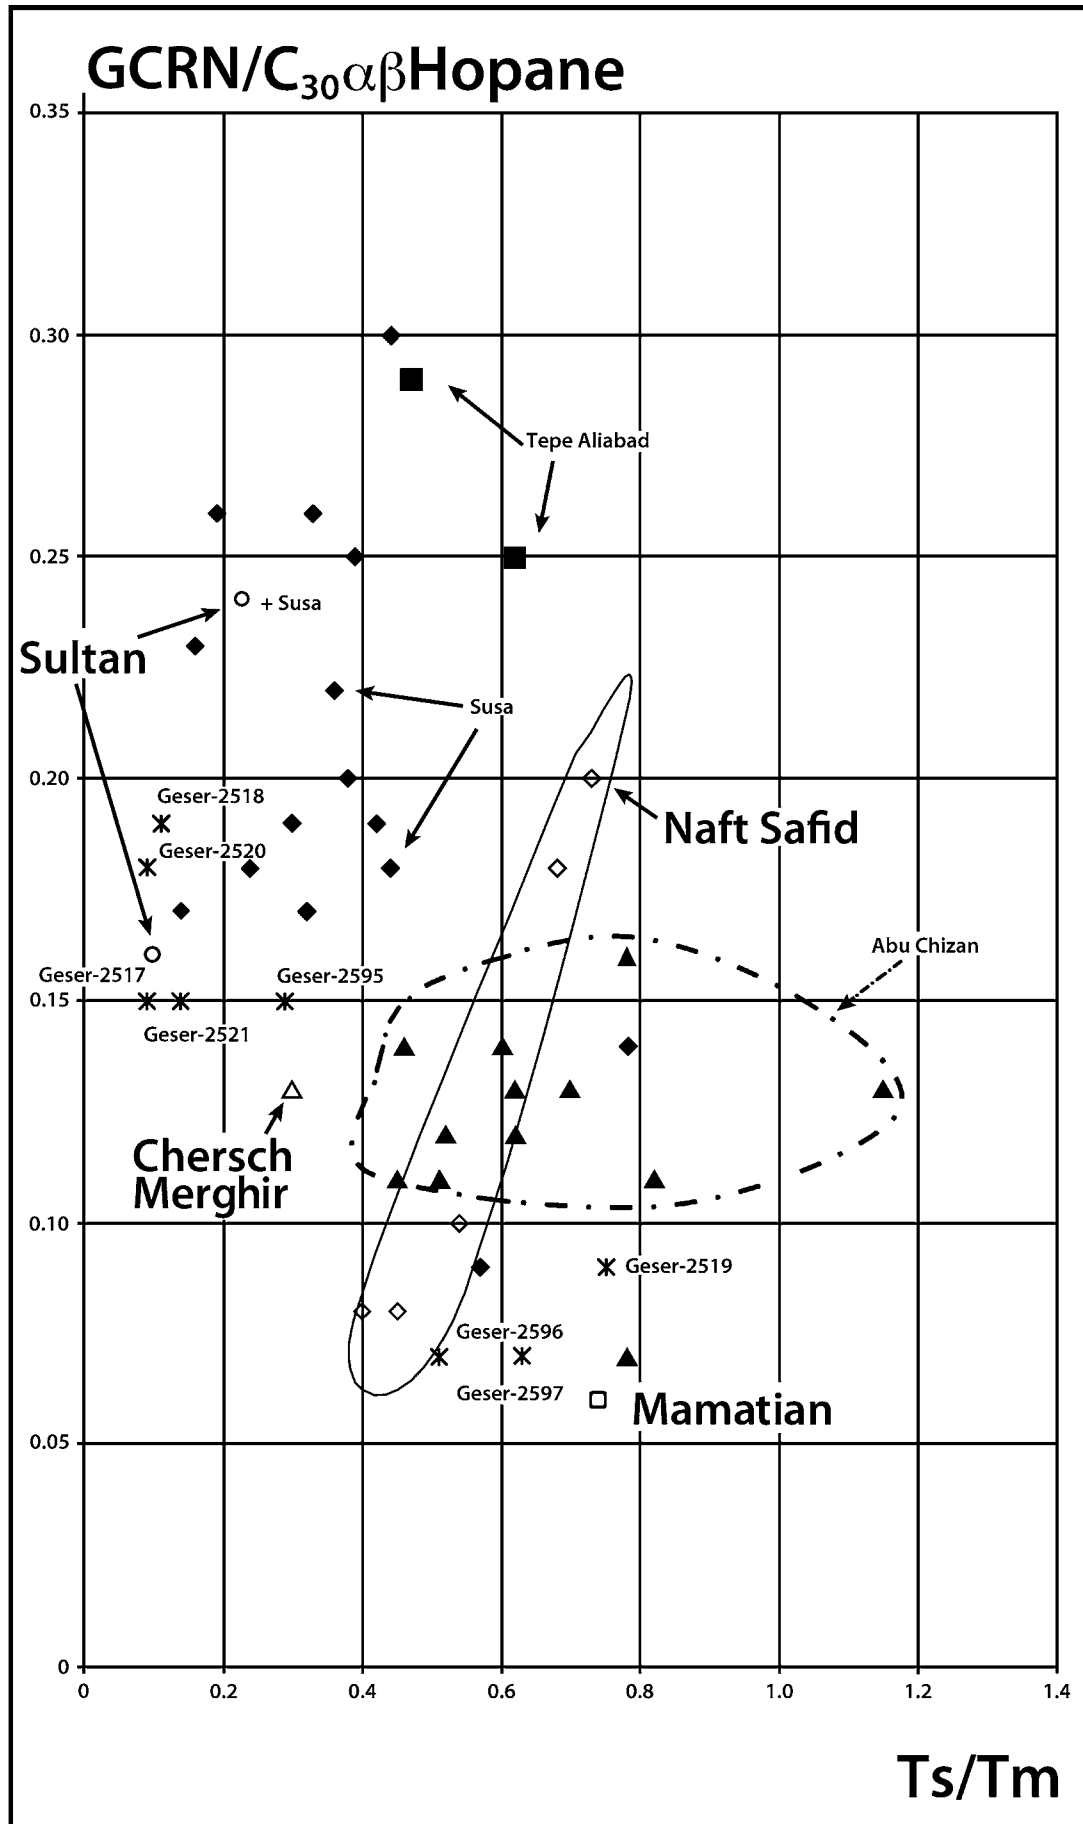 GCRN/C₃₀αβHopane
0.35
0.30
Tepe Aliabad
0.25
+ Susa
Sultan
Susa
0.20
Geser-2518
Naft Safid
Geser-2520
Abu Chizan
Geser-2517
Geser-2595
0.15
Geser-2521
Chersch
Merghir
0.10
Geser-2519
Geser-2596
Geser-2597
Mamatian
0.05
0
0 0.2 0.4 0.6 0.8 1.0 1.2 1.4
Ts/Tm